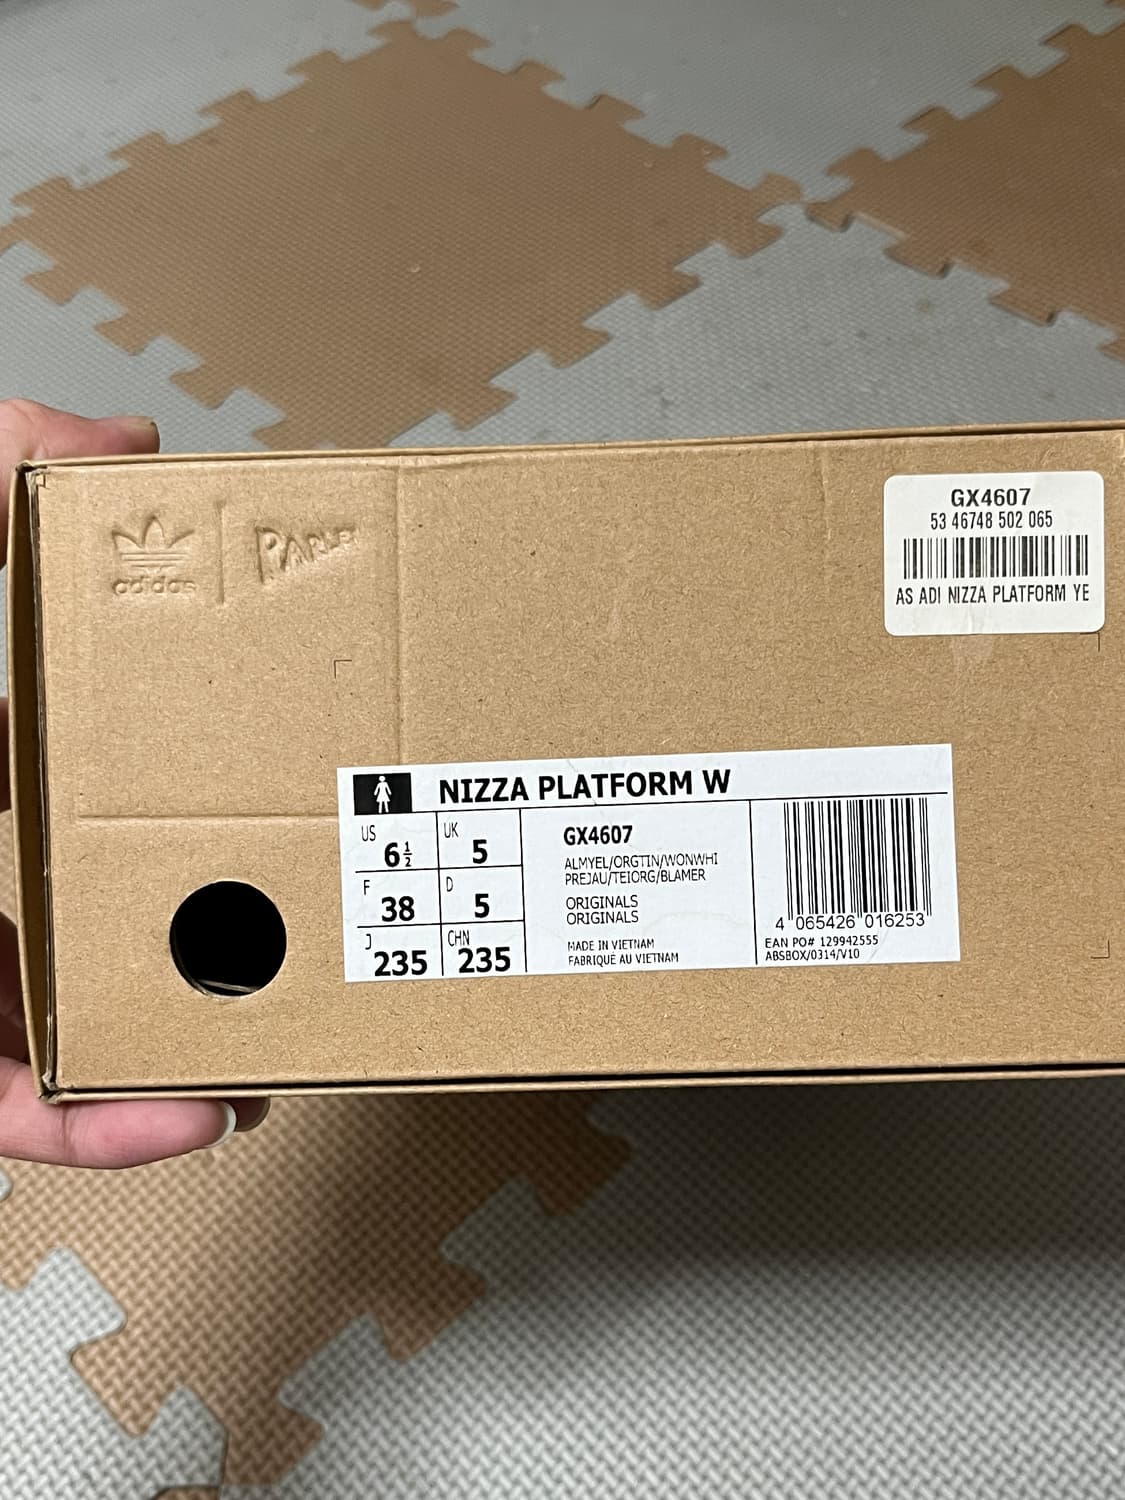 adidas
PARLEY
GX4607
53 46748 502 065
AS ADI NIZZA PLATFORM YE
NIZZA PLATFORM W
US 6½
UK 5
F 38
D 5
J 235
CHN 235
GX4607
ALMYEL/ORGTIN/WONWHI
PREJAU/TEIORG/BLAMER
ORIGINALS
ORIGINALS
MADE IN VIETNAM
FABRIQUÉ AU VIETNAM
4 065426 016253
EAN PO# 129942555
ABSBOX/0314/V10